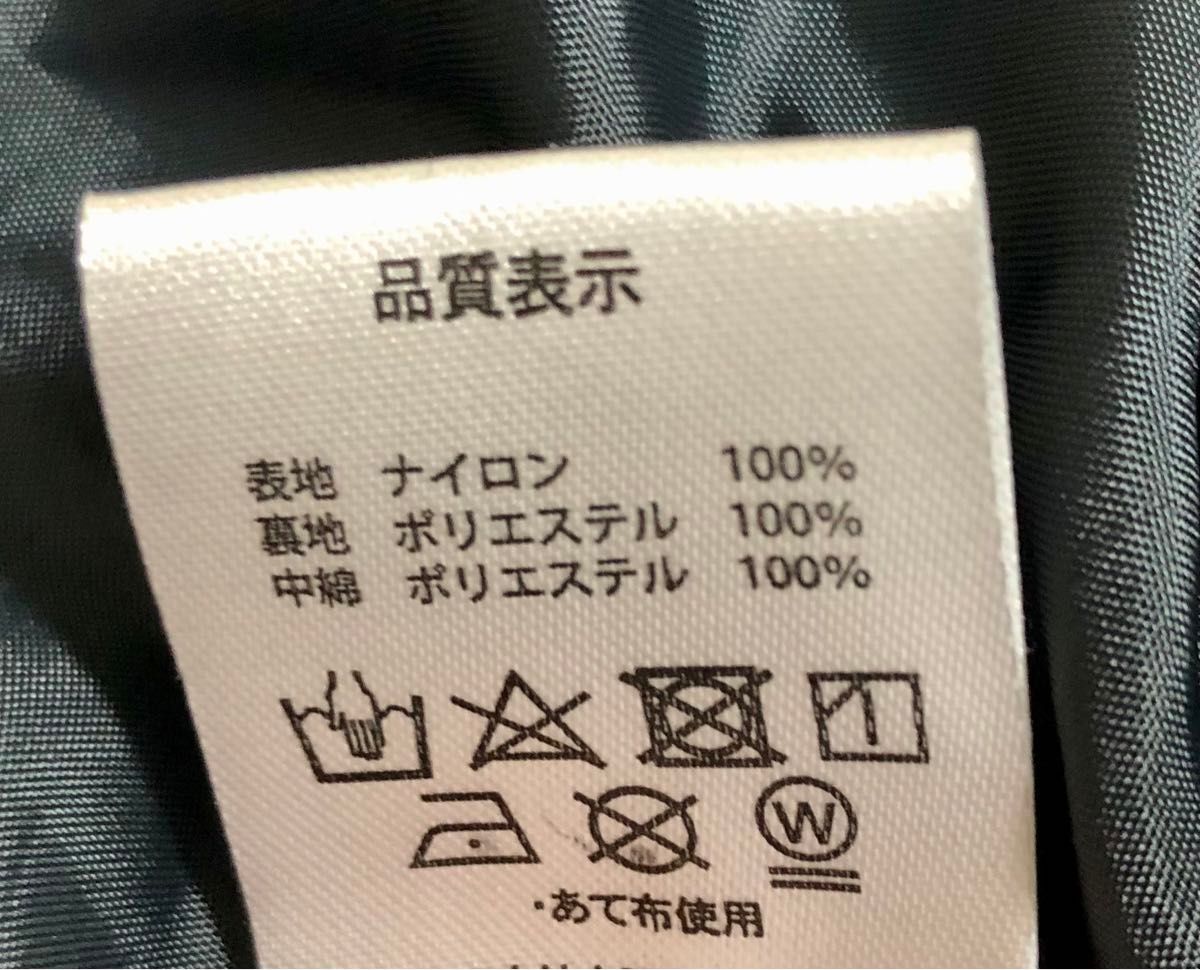 品質表示
表地 ナイロン 100%
裏地 ポリエステル 100%
中綿 ポリエステル 100%
W
・あて布使用